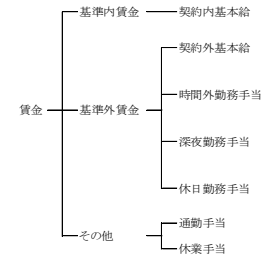 賃金
基準内賃金
契約内基本給
基準外賃金
契約外基本給
時間外勤務手当
深夜勤務手当
休日勤務手当
その他
通勤手当
休業手当